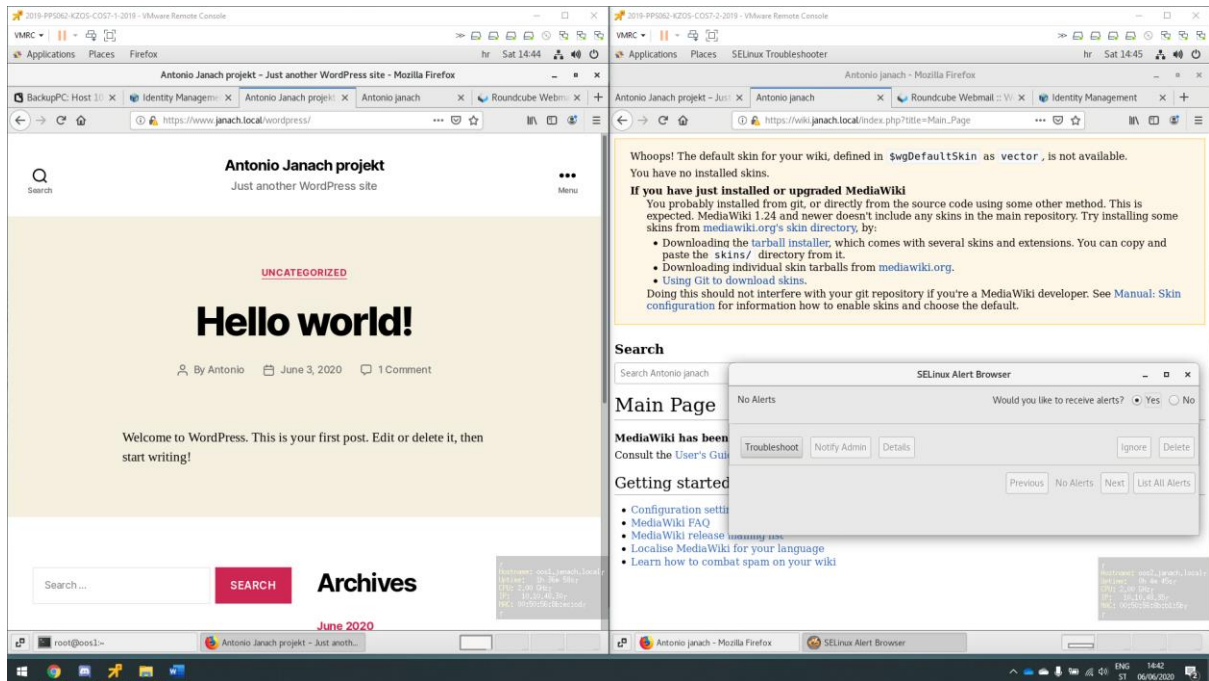 2019-PPS062-KZOS-COS7-1-2019 - VMware Remote Console
VMRC
Applications Places Firefox
hr Sat 14:44
Antonio Janach projekt – Just another WordPress site - Mozilla Firefox
BackupPC: Host 10 Identity Managemen Antonio Janach projekt Antonio janach Roundcube Webma
https://www.janach.local/wordpress/
Search
Antonio Janach projekt
Just another WordPress site
Menu
UNCATEGORIZED
Hello world!
By Antonio June 3, 2020 1 Comment
Welcome to WordPress. This is your first post. Edit or delete it, then
start writing!
Search …
SEARCH
Archives
June 2020
root@oos1:~
Antonio Janach projekt – Just anoth...
2019-PPS062-KZOS-COS7-2-2019 - VMware Remote Console
VMRC
Applications Places SELinux Troubleshooter
hr Sat 14:45
Antonio janach - Mozilla Firefox
Antonio Janach projekt – Just Antonio janach Roundcube Webmail :: W Identity Management
https://wiki.janach.local/index.php?title=Main_Page
Whoops! The default skin for your wiki, defined in $wgDefaultSkin as vector, is not available.
You have no installed skins.
If you have just installed or upgraded MediaWiki
You probably installed from git, or directly from the source code using some other method. This is
expected. MediaWiki 1.24 and newer doesn't include any skins in the main repository. Try installing some
skins from mediawiki.org's skin directory, by:
• Downloading the tarball installer, which comes with several skins and extensions. You can copy and
paste the skins/ directory from it.
• Downloading individual skin tarballs from mediawiki.org.
• Using Git to download skins.
Doing this should not interfere with your git repository if you're a MediaWiki developer. See Manual: Skin
configuration for information how to enable skins and choose the default.
Search
Search Antonio janach
Main Page
MediaWiki has been
Consult the User's Gui
Getting started
• Configuration setti
• MediaWiki FAQ
• MediaWiki release mailing list
• Localise MediaWiki for your language
• Learn how to combat spam on your wiki
SELinux Alert Browser
No Alerts
Would you like to receive alerts? Yes No
Troubleshoot Notify Admin Details Ignore Delete
Previous No Alerts Next List All Alerts
Antonio janach - Mozilla Firefox
SELinux Alert Browser
ENG 14:42
ST 06/06/2020